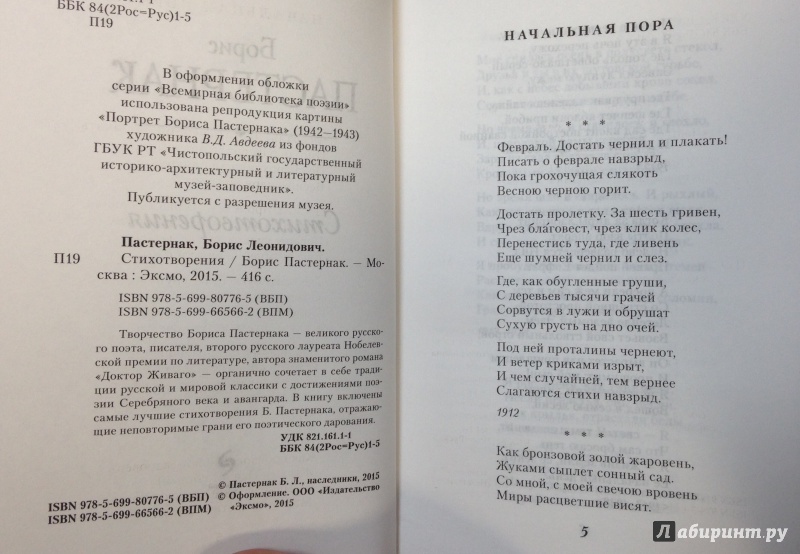 ББК 84(2Рос=Рус)1-5
П19
В оформлении обложки
серии «Всемирная библиотека поэзии»
использована репродукция картины
«Портрет Бориса Пастернака» (1942–1943)
художника В.Д. Авдеева из фондов
ГБУК РТ «Чистопольский государственный
историко-архитектурный и литературный
музей-заповедник».
Публикуется с разрешения музея.
Пастернак, Борис Леонидович.
П19 Стихотворения / Борис Пастернак. — Мо-
сква : Эксмо, 2015. — 416 с.
ISBN 978-5-699-80776-5 (ВБП)
ISBN 978-5-699-66566-2 (ВПМ)
Творчество Бориса Пастернака — великого русско-
го поэта, писателя, второго русского лауреата Нобелев-
ской премии по литературе, автора знаменитого романа
«Доктор Живаго» — органично сочетает в себе тради-
ции русской и мировой классики с достижениями поэ-
зии Серебряного века и авангарда. В книгу включены
самые лучшие стихотворения Б. Пастернака, отражаю-
щие неповторимые грани его поэтического дарования.
УДК 821.161.1-1
ББК 84(2Рос=Рус)1-5
© Пастернак Б. Л., наследники, 2015
ISBN 978-5-699-80776-5 (ВБП) © Оформление. ООО «Издательство
ISBN 978-5-699-66566-2 (ВПМ) «Эксмо», 2015
НАЧАЛЬНАЯ ПОРА
* * *
Февраль. Достать чернил и плакать!
Писать о феврале навзрыд,
Пока грохочущая слякоть
Весною черною горит.
Достать пролетку. За шесть гривен,
Чрез бла́говест, чрез клик колес,
Перенестись туда, где ливень
Еще шумней чернил и слез.
Где, как обугленные груши,
С деревьев тысячи грачей
Сорвутся в лужи и обрушат
Сухую грусть на дно очей.
Под ней проталины чернеют,
И ветер криками изрыт,
И чем случайней, тем вернее
Слагаются стихи навзрыд.
1912
* * *
Как бронзовой золой жаровень,
Жуками сыплет сонный сад.
Со мной, с моей свечою вровень
Миры расцветшие висят.
5
Лабиринт.ру